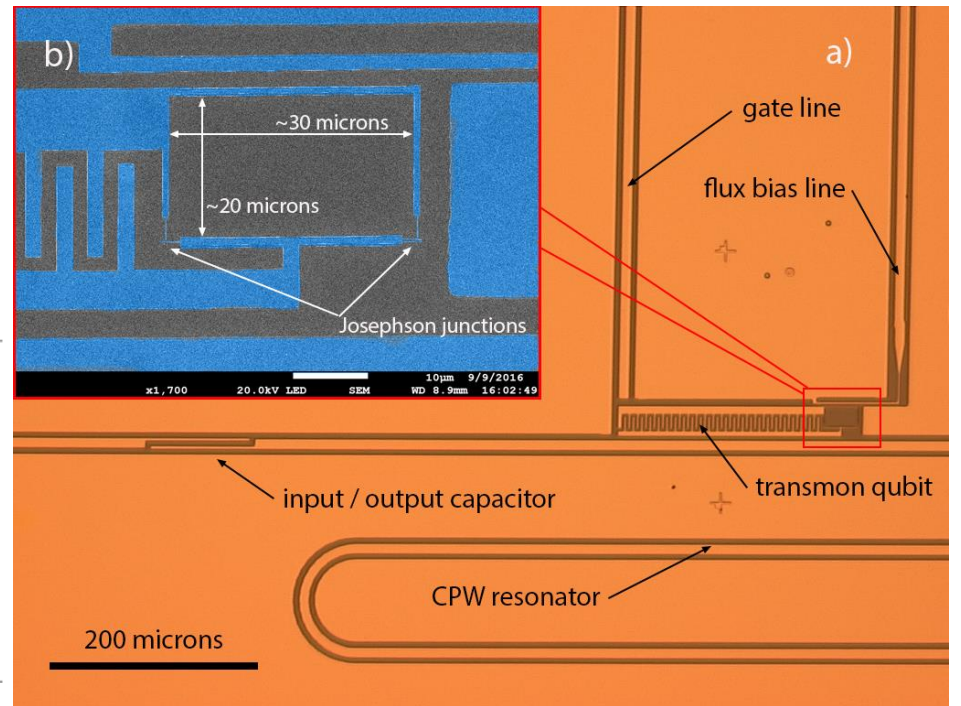 b)
a)
~30 microns
~20 microns
Josephson junctions
10μm 9/9/2016
x1,700 20.0kV LED SEM WD 8.9mm 16:02:49
gate line
flux bias line
input / output capacitor
transmon qubit
CPW resonator
200 microns